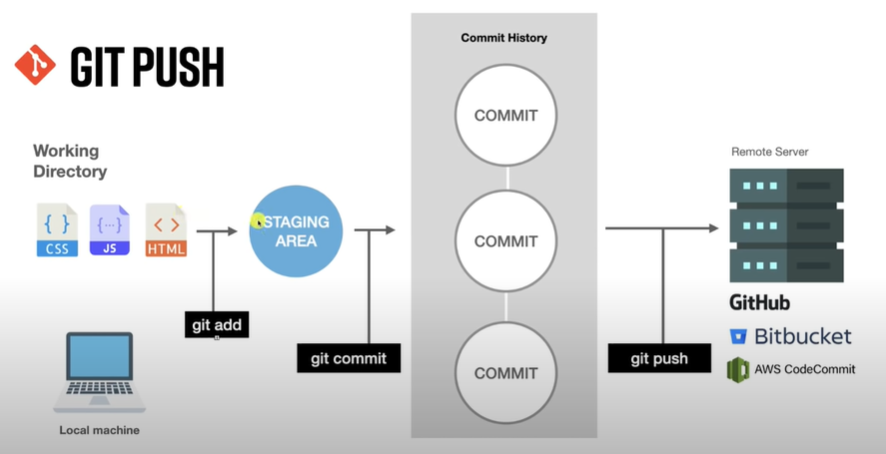 GIT PUSH
Commit History
COMMIT
COMMIT
COMMIT
Working
Directory
{ }
CSS
{...}
JS
< >
HTML
STAGING
AREA
git add
git commit
git push
Local machine
Remote Server
GitHub
Bitbucket
AWS CodeCommit